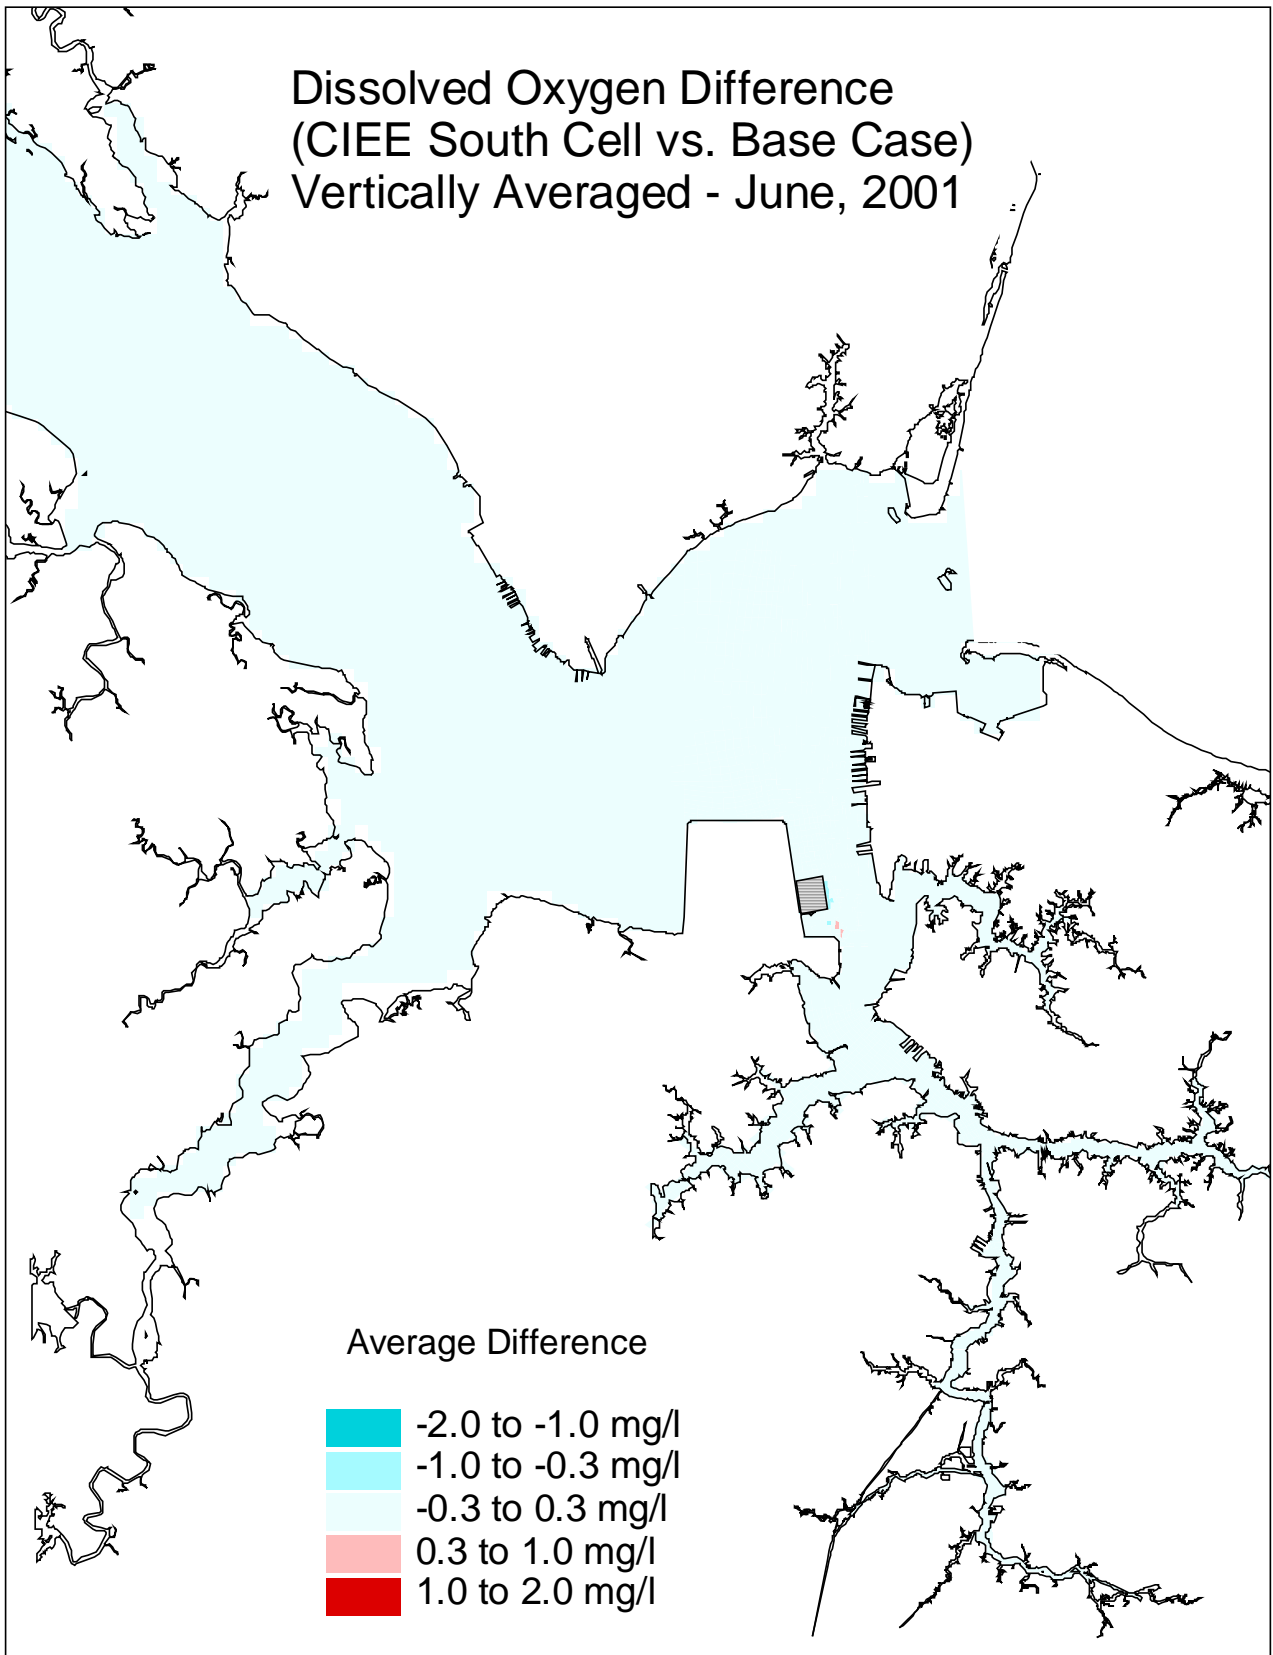 Dissolved Oxygen Difference
(CIEE South Cell vs. Base Case)
Vertically Averaged - June, 2001
Average Difference
-2.0 to -1.0 mg/l
-1.0 to -0.3 mg/l
-0.3 to 0.3 mg/l
0.3 to 1.0 mg/l
1.0 to 2.0 mg/l